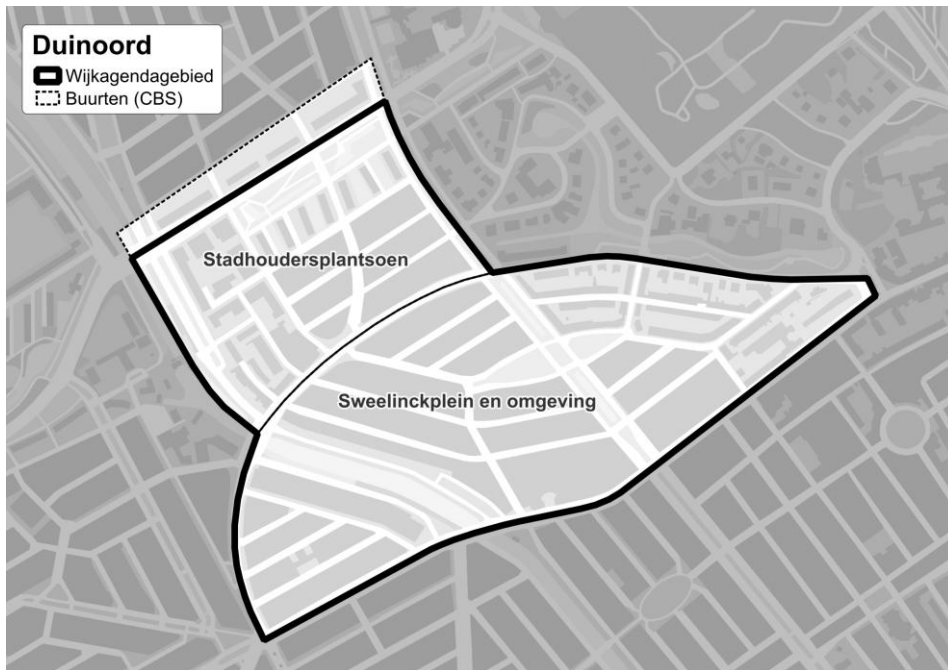 Duinoord
Wijkagendagebied
Buurten (CBS)
Stadhoudersplantsoen
Sweelinckplein en omgeving